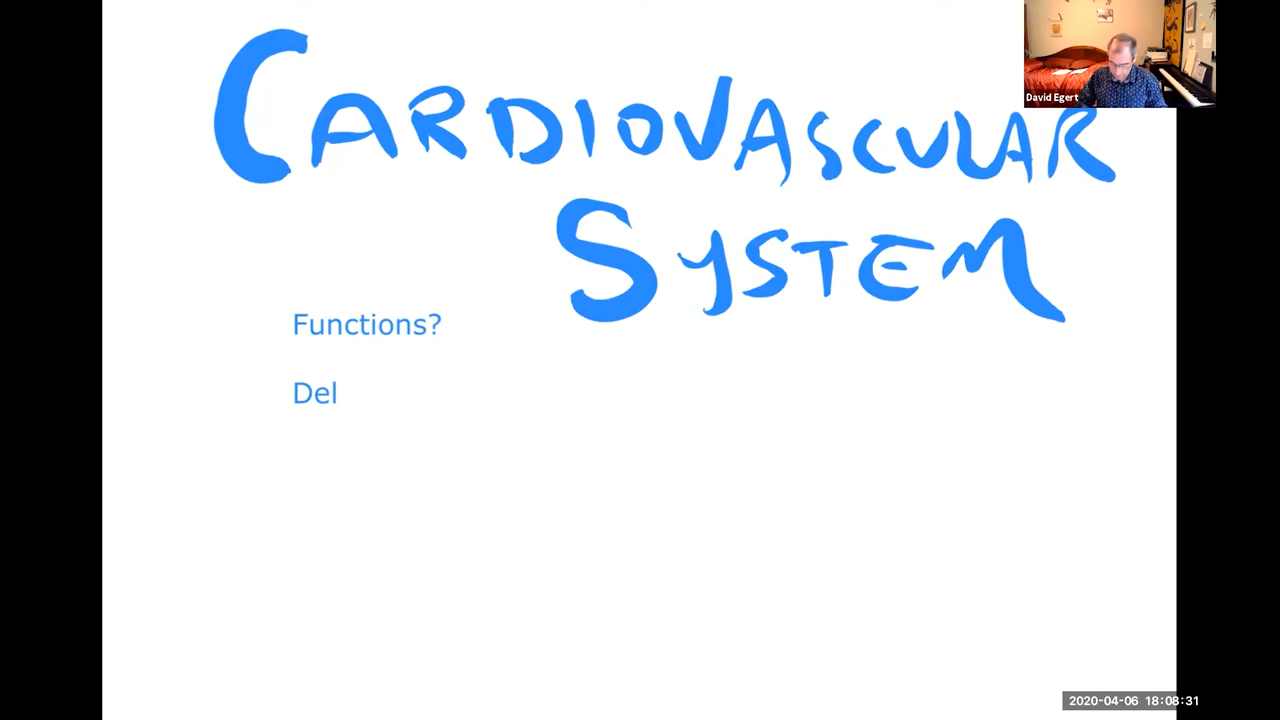 CARDIOVASCULAR
SYSTEM
David Egert
Functions?
Del
2020-04-06 18:08:31